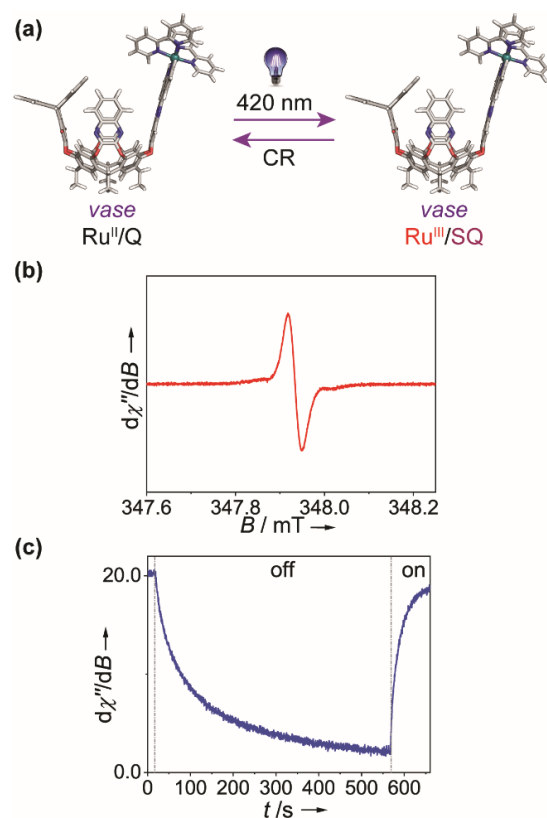 (a)
420 nm
CR
vase
Ru^II/Q
vase
Ru^III/SQ
(b)
dχ″/dB →
347.6 347.8 348.0 348.2
B / mT →
(c)
off on
20.0
dχ″/dB →
0.0
0 100 200 300 400 500 600
t /s →